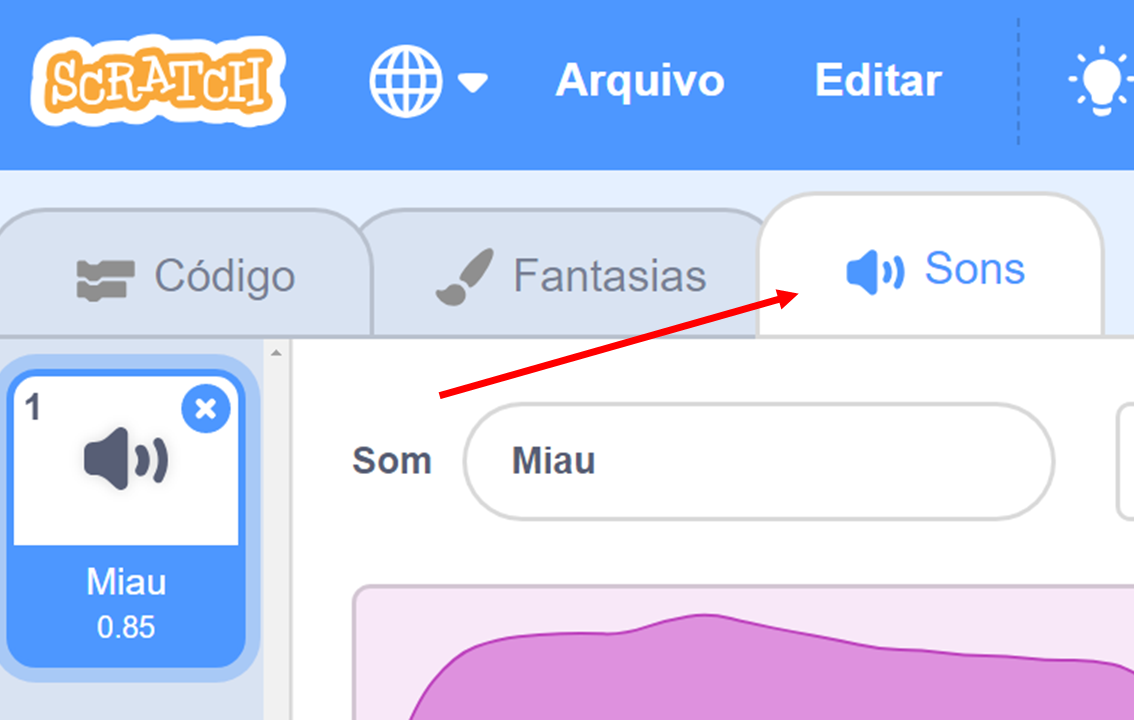 SCRATCH Arquivo Editar
Código Fantasias Sons
1
Miau
0.85
Som Miau